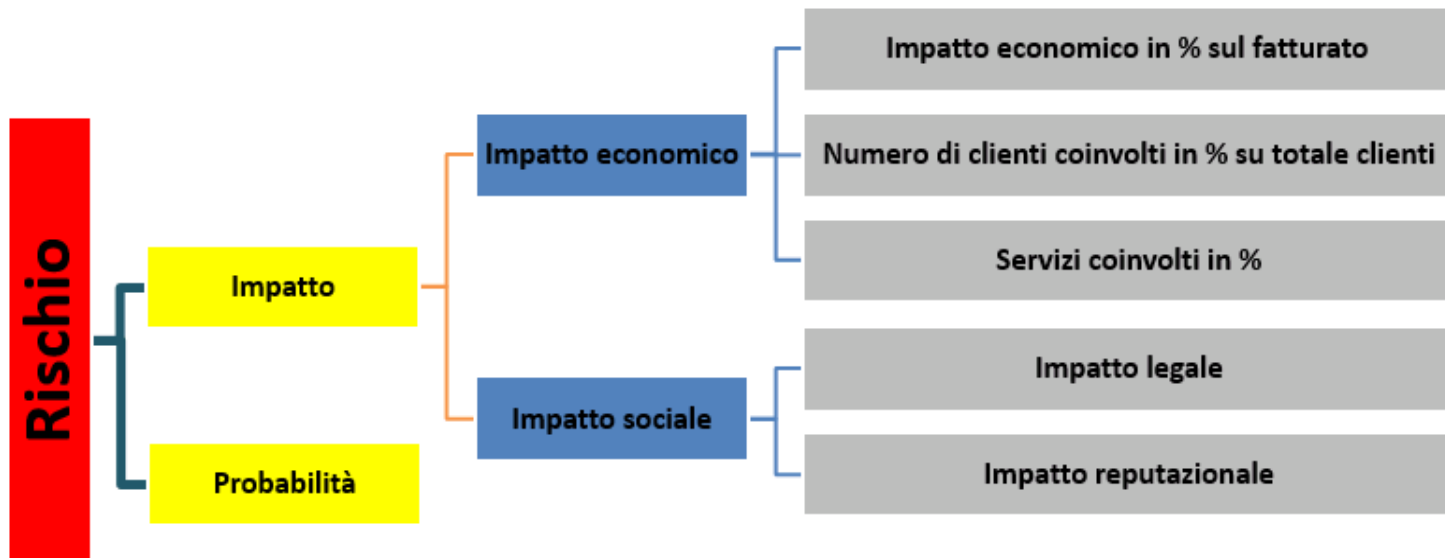 Rischio
Impatto
Probabilità
Impatto economico
Impatto sociale
Impatto economico in % sul fatturato
Numero di clienti coinvolti in % su totale clienti
Servizi coinvolti in %
Impatto legale
Impatto reputazionale